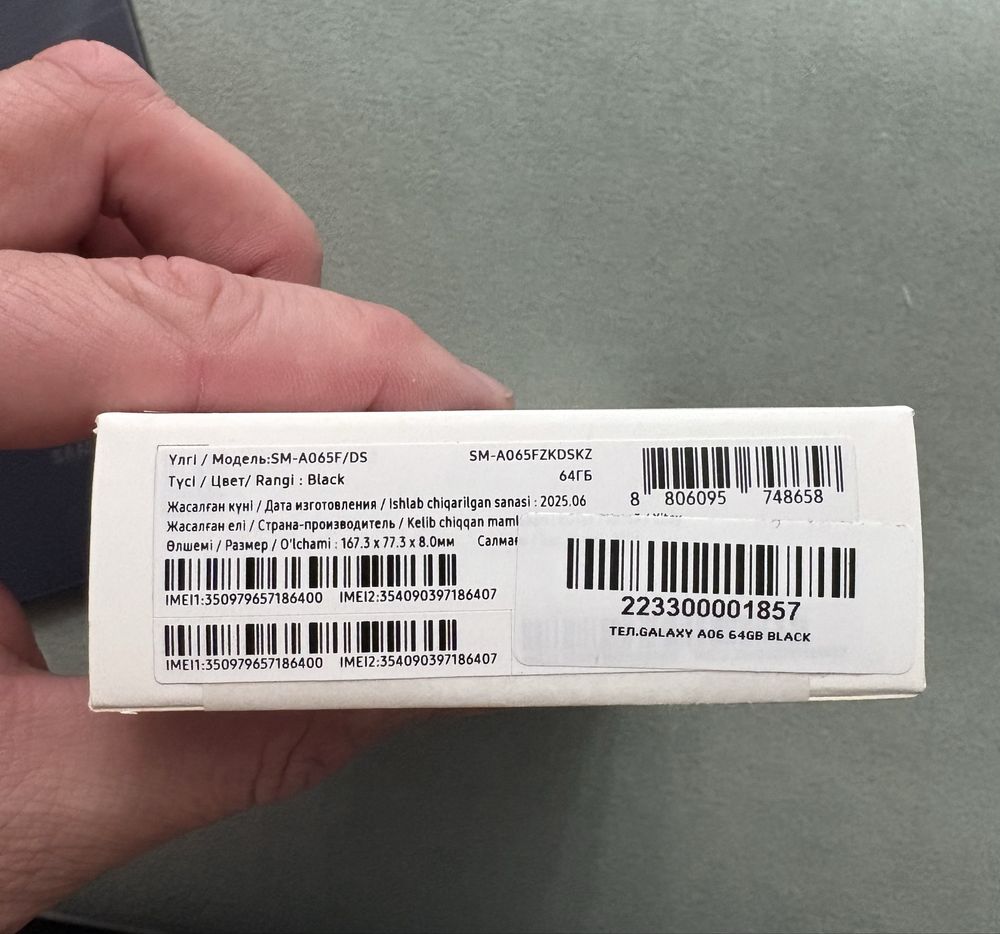 Үлгі / Модель:SM-A065F/DS
SM-A065FZKDSKZ
Түсі / Цвет/ Rangi : Black
64ГБ
8 806095 748658
Жасалған күні / Дата изготовления / Ishlab chiqarilgan sanasi : 2025.06
Жасалған елі / Страна-производитель / Kelib chiqqan
Өлшемі / Размер / O'lchami : 167.3 x 77.3 x 8.0мм
IMEI1:350979657186400 IMEI2:354090397186407
IMEI1:350979657186400 IMEI2:354090397186407
223300001857
ТЕЛ.GALAXY A06 64GB BLACK